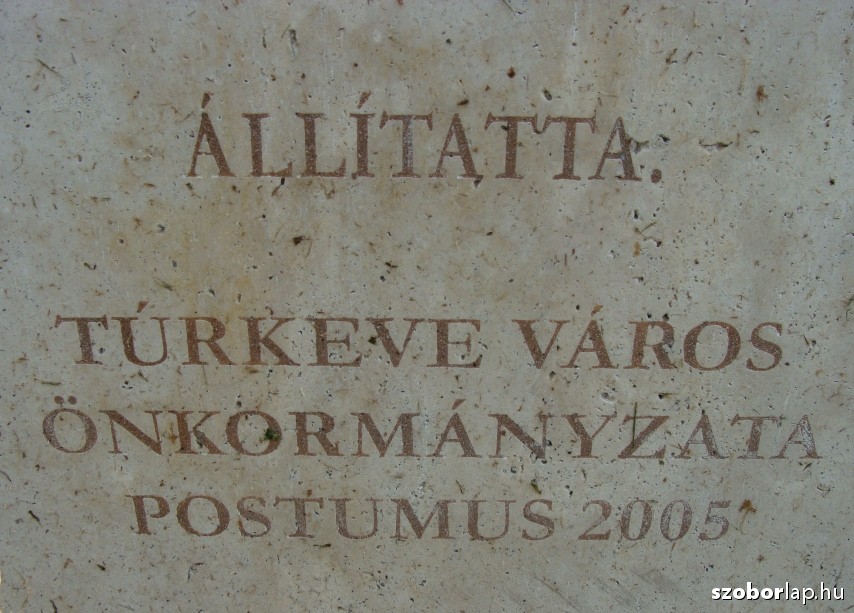 ÁLLÍTATTA.
TÚRKEVE VÁROS
ÖNKORMÁNYZATA
POSTUMUS 2005
szoborlap.hu